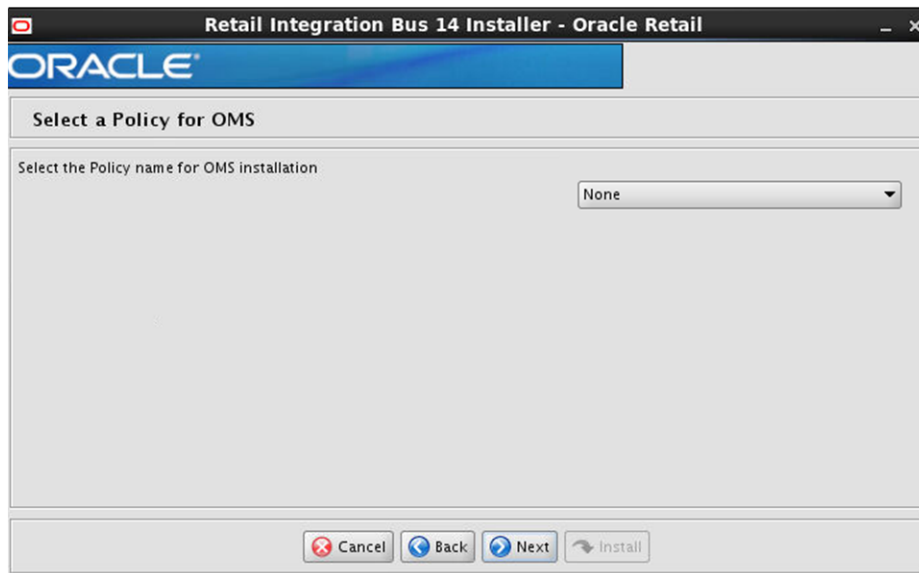 Retail Integration Bus 14 Installer - Oracle Retail
ORACLE®
Select a Policy for OMS
Select the Policy name for OMS installation
None
Cancel Back Next Install